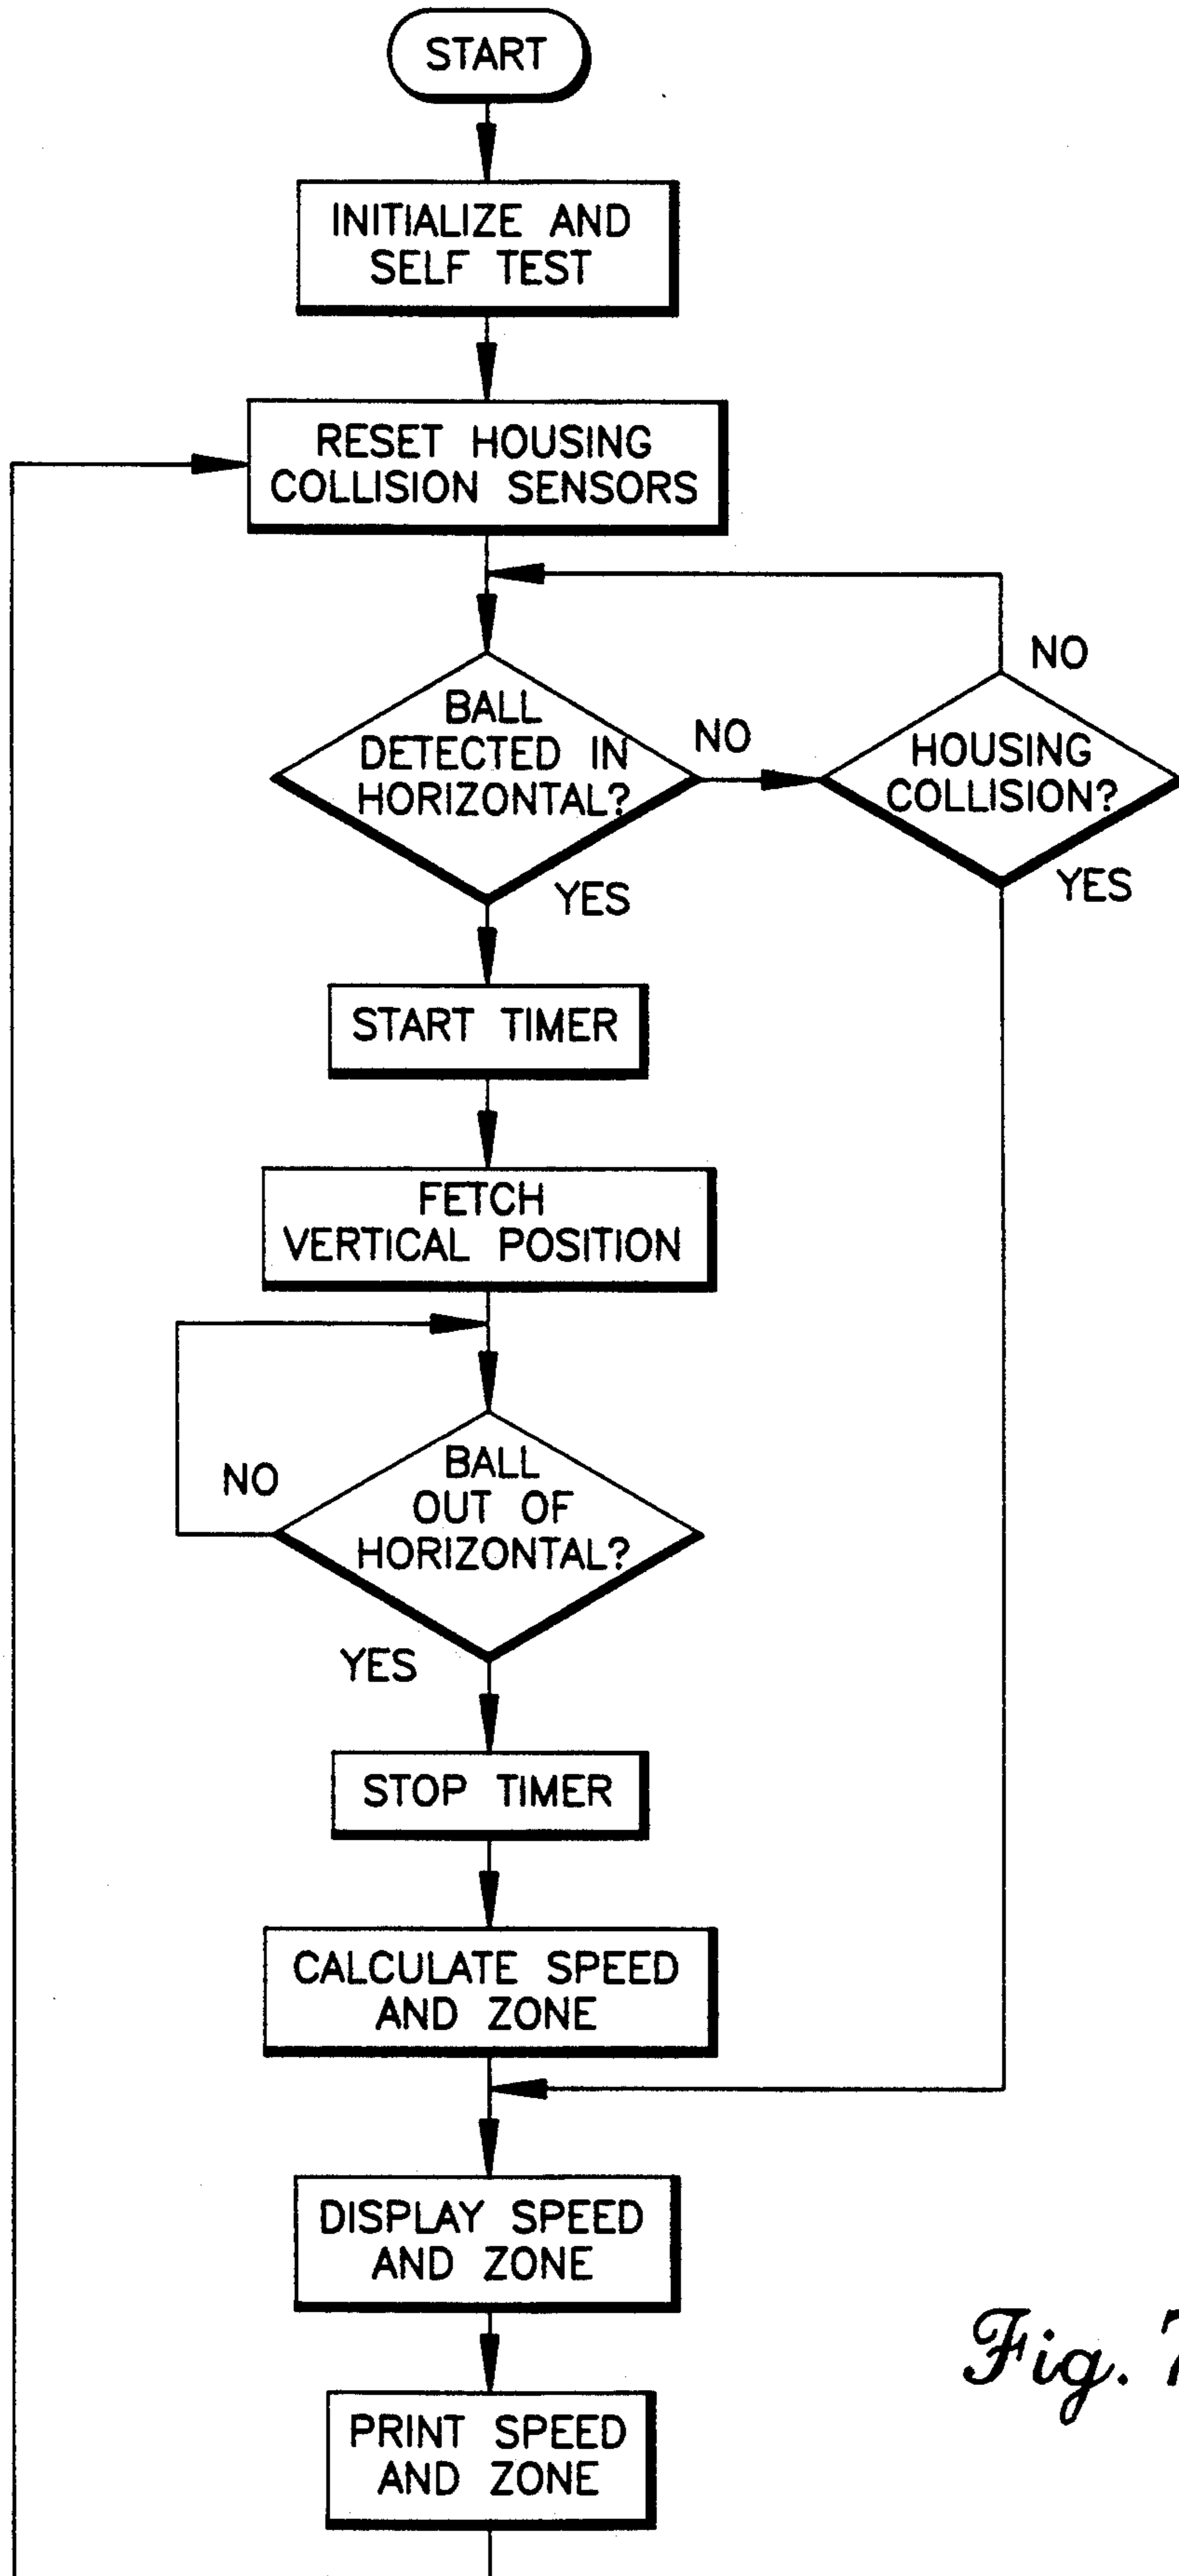 START
INITIALIZE AND
SELF TEST
RESET HOUSING
COLLISION SENSORS
BALL
DETECTED IN
HORIZONTAL?
NO
HOUSING
COLLISION?
NO
YES
YES
START TIMER
FETCH
VERTICAL POSITION
BALL
OUT OF
HORIZONTAL?
NO
YES
STOP TIMER
CALCULATE SPEED
AND ZONE
DISPLAY SPEED
AND ZONE
PRINT SPEED
AND ZONE
Fig. 7